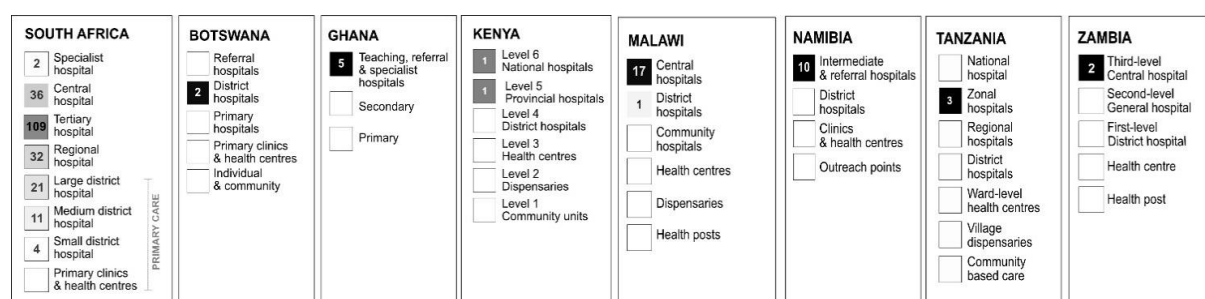 SOUTH AFRICA
2 Specialist
hospital
36 Central
hospital
109 Tertiary
hospital
32 Regional
hospital
21 Large district
hospital
11 Medium district
hospital
4 Small district
hospital
Primary clinics
& health centres
PRIMARY CARE
BOTSWANA
Referral
hospitals
2 District
hospitals
Primary
hospitals
Primary clinics
& health centres
Individual
& community
GHANA
5 Teaching, referral
& specialist
hospitals
Secondary
Primary
KENYA
1 Level 6
National hospitals
1 Level 5
Provincial hospitals
Level 4
District hospitals
Level 3
Health centres
Level 2
Dispensaries
Level 1
Community units
MALAWI
17 Central
hospitals
1 District
hospitals
Community
hospitals
Health centres
Dispensaries
Health posts
NAMIBIA
10 Intermediate
& referral hospitals
District
hospitals
Clinics
& health centres
Outreach points
TANZANIA
National
hospital
3 Zonal
hospitals
Regional
hospitals
District
hospitals
Ward-level
health centres
Village
dispensaries
Community
based care
ZAMBIA
2 Third-level
Central hospital
Second-level
General hospital
First-level
District hospital
Health centre
Health post